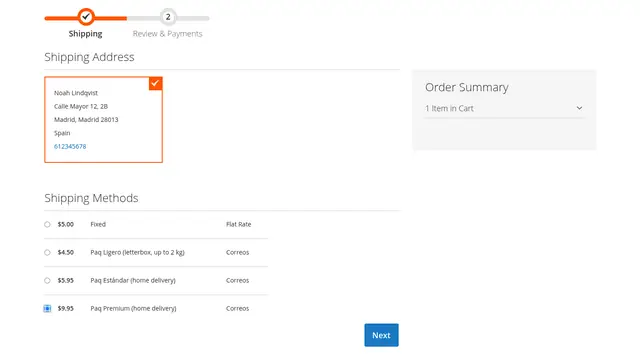 2
Shipping
Review & Payments
Shipping Address
Noah Lindqvist
Calle Mayor 12, 2B
Madrid, Madrid 28013
Spain
612345678
Order Summary
1 Item in Cart
Shipping Methods
$5.00 Fixed Flat Rate
$4.50 Paq Ligero (letterbox, up to 2 kg) Correos
$5.95 Paq Estándar (home delivery) Correos
$9.95 Paq Premium (home delivery) Correos
Next